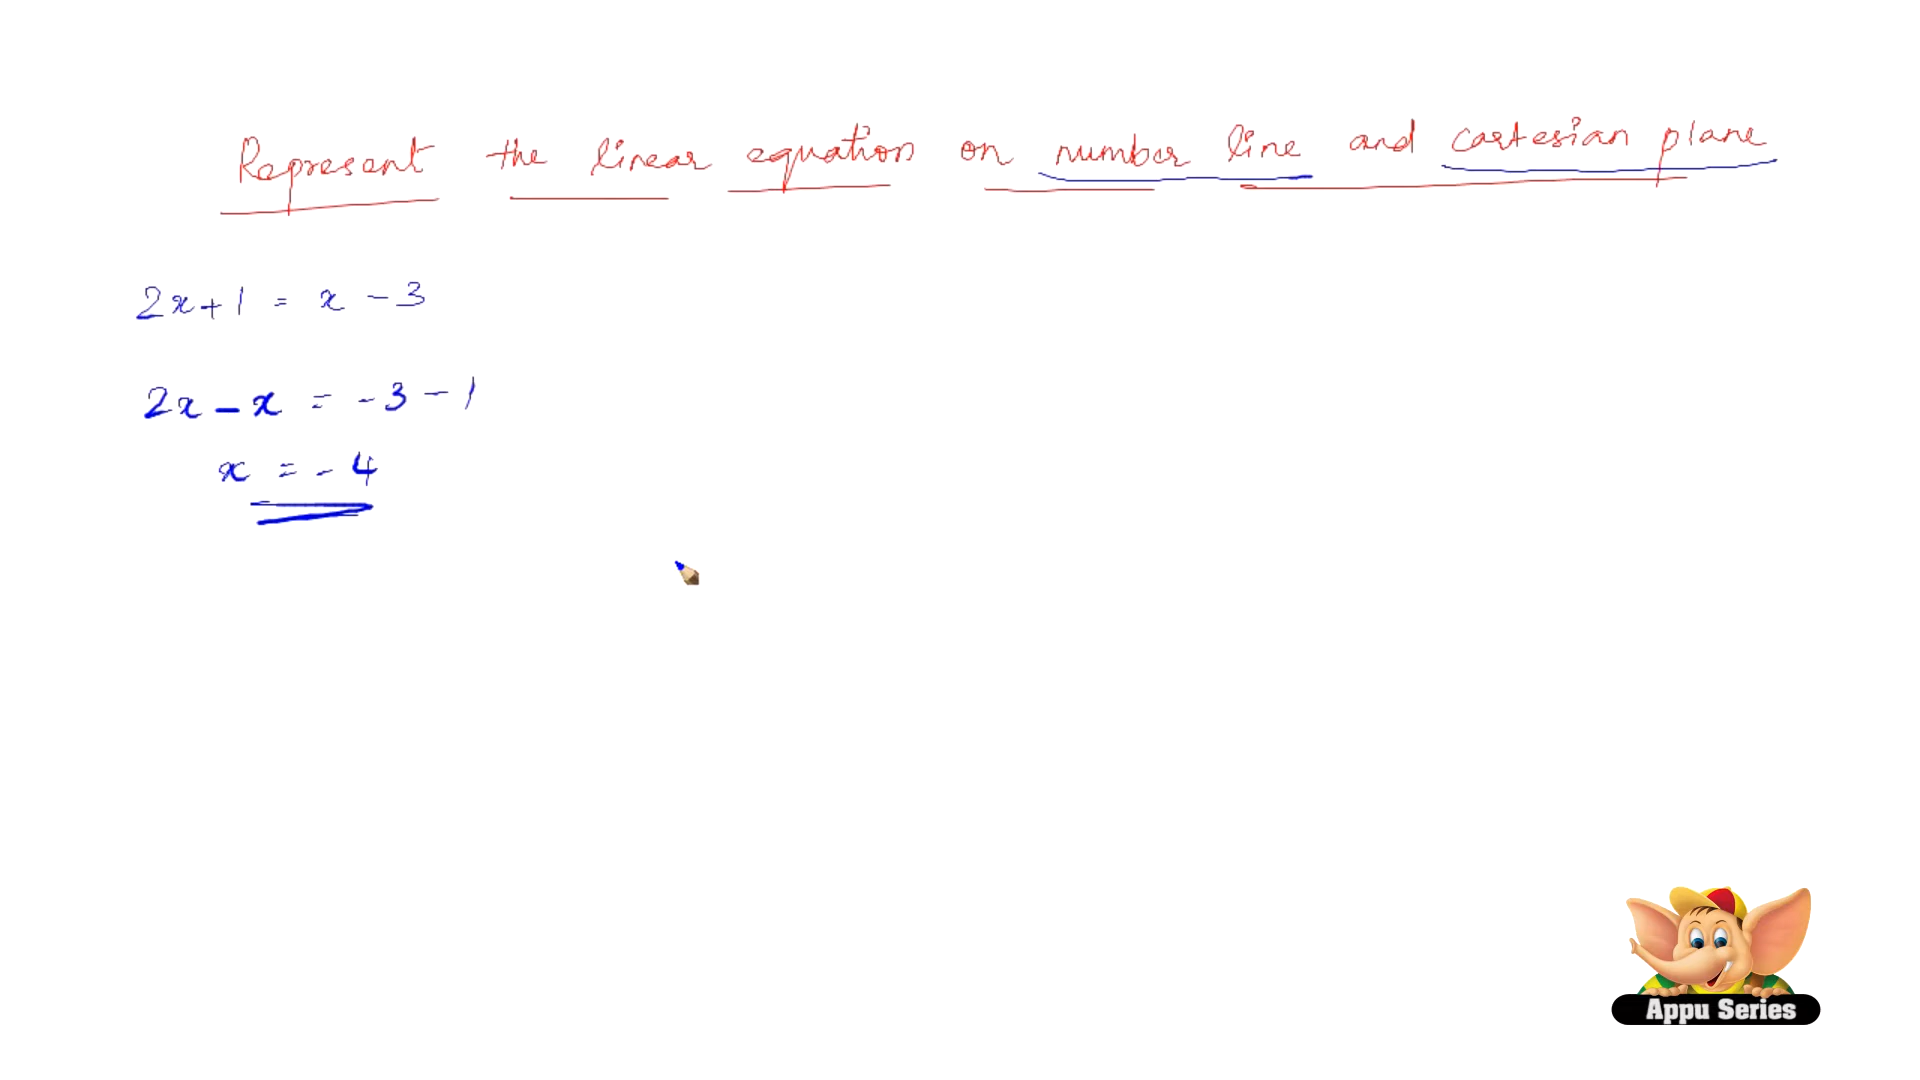 Represent the linear equation on number line and cartesian plane
2x+1 = x - 3
2x - x = -3 - 1
x = - 4
Appu Series